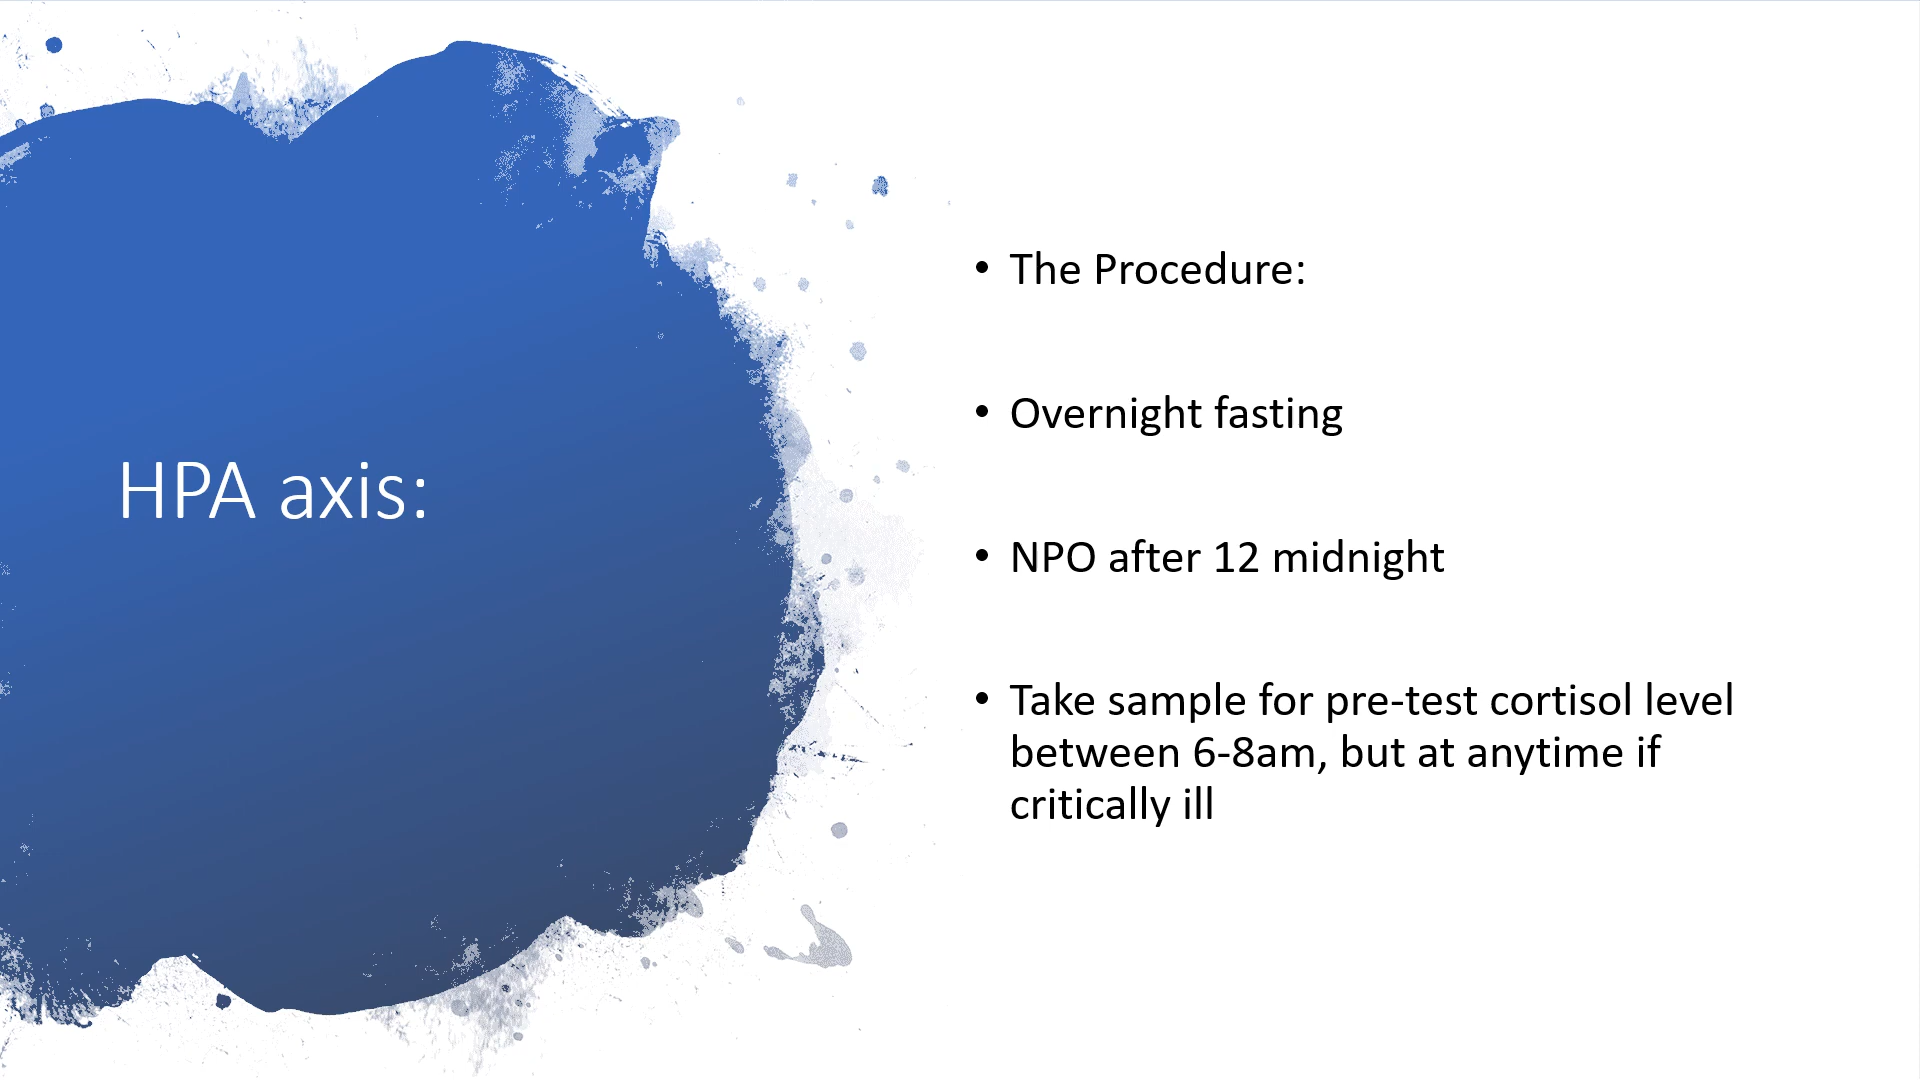 HPA axis:
• The Procedure:
• Overnight fasting
• NPO after 12 midnight
• Take sample for pre-test cortisol level
between 6-8am, but at anytime if
critically ill